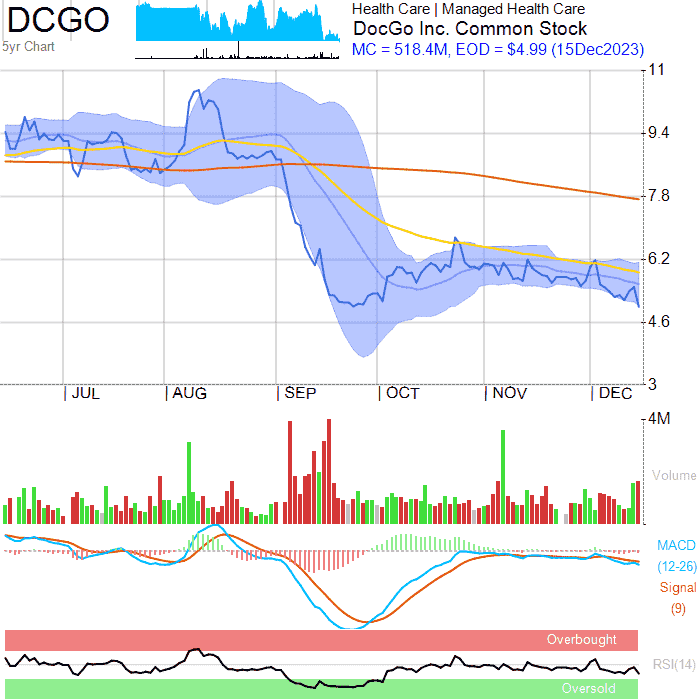 DCGO
5yr Chart
Health Care | Managed Health Care
DocGo Inc. Common Stock
MC = 518.4M, EOD = $4.99 (15Dec2023)
11
9.4
7.8
6.2
4.6
3
| JUL | AUG | SEP | OCT | NOV | DEC
4M
Volume
MACD
(12-26)
Signal
(9)
Overbought
RSI(14)
Oversold